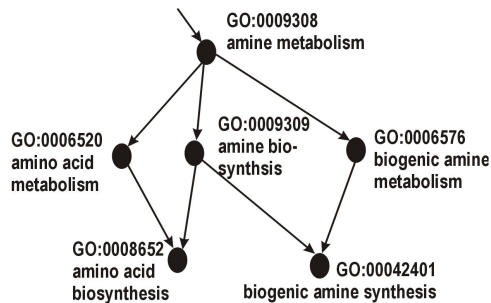 GO:0009308
amine metabolism
GO:0009309
amine bio-
synthsis
GO:0006520
amino acid
metabolism
GO:0006576
biogenic amine
metabolism
GO:0008652
amino acid
biosynthesis
GO:00042401
biogenic amine synthesis